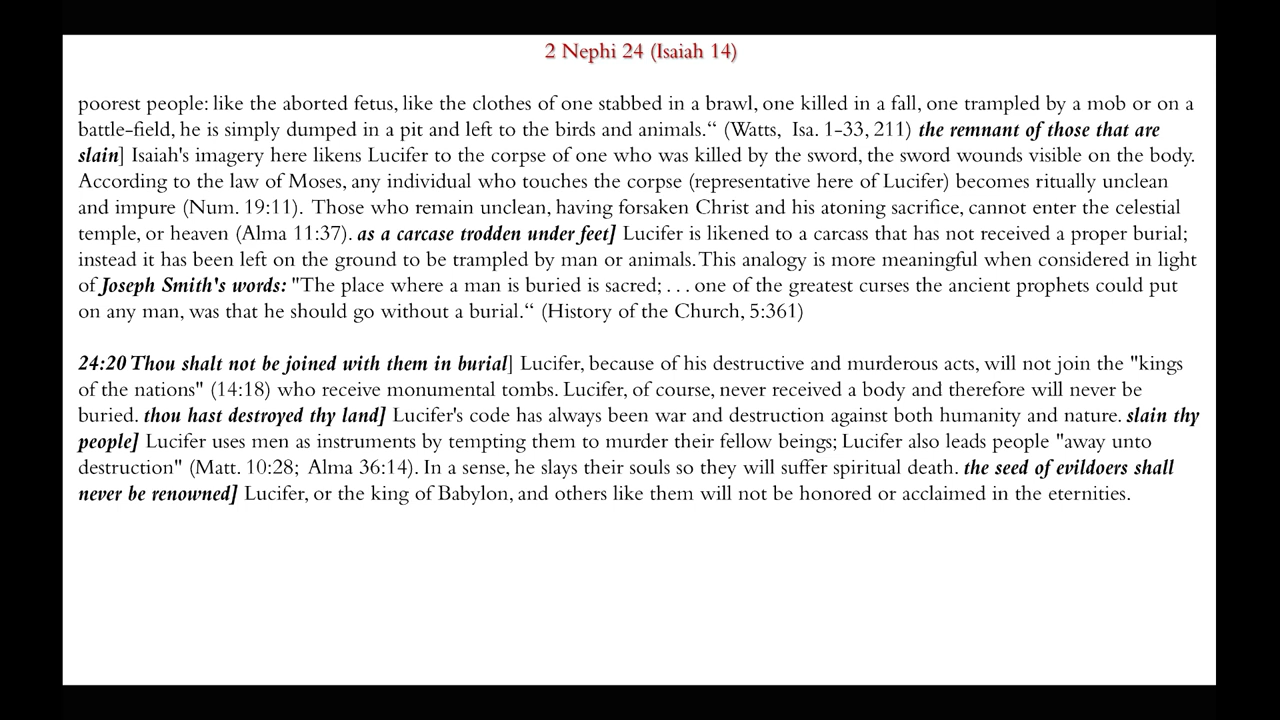 2 Nephi 24 (Isaiah 14)
poorest people: like the aborted fetus, like the clothes of one stabbed in a brawl, one killed in a fall, one trampled by a mob or on a
battle-field, he is simply dumped in a pit and left to the birds and animals.“ (Watts, Isa. 1-33, 211) the remnant of those that are
slain] Isaiah's imagery here likens Lucifer to the corpse of one who was killed by the sword, the sword wounds visible on the body.
According to the law of Moses, any individual who touches the corpse (representative here of Lucifer) becomes ritually unclean
and impure (Num. 19:11). Those who remain unclean, having forsaken Christ and his atoning sacrifice, cannot enter the celestial
temple, or heaven (Alma 11:37). as a carcase trodden under feet] Lucifer is likened to a carcass that has not received a proper burial;
instead it has been left on the ground to be trampled by man or animals. This analogy is more meaningful when considered in light
of Joseph Smith's words: "The place where a man is buried is sacred; . . . one of the greatest curses the ancient prophets could put
on any man, was that he should go without a burial.“ (History of the Church, 5:361)
24:20 Thou shalt not be joined with them in burial] Lucifer, because of his destructive and murderous acts, will not join the "kings
of the nations" (14:18) who receive monumental tombs. Lucifer, of course, never received a body and therefore will never be
buried. thou hast destroyed thy land] Lucifer's code has always been war and destruction against both humanity and nature. slain thy
people] Lucifer uses men as instruments by tempting them to murder their fellow beings; Lucifer also leads people "away unto
destruction" (Matt. 10:28; Alma 36:14). In a sense, he slays their souls so they will suffer spiritual death. the seed of evildoers shall
never be renowned] Lucifer, or the king of Babylon, and others like them will not be honored or acclaimed in the eternities.